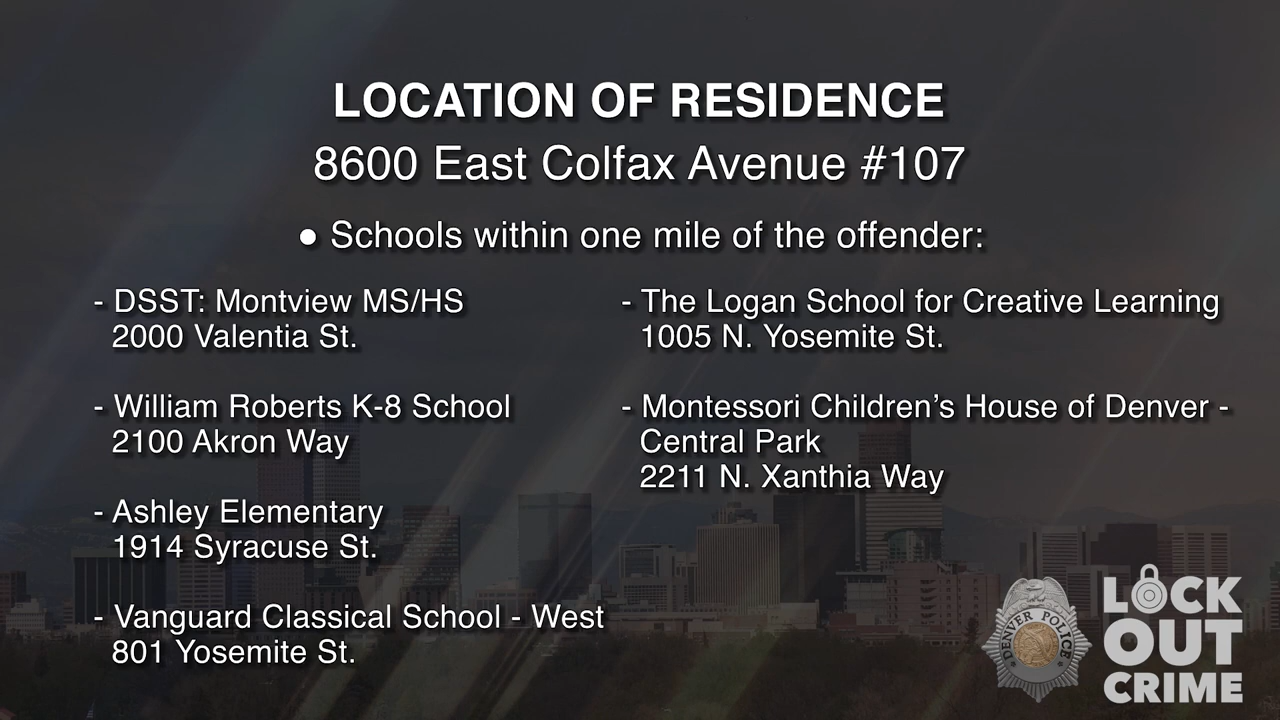 LOCATION OF RESIDENCE
8600 East Colfax Avenue #107
● Schools within one mile of the offender:
- DSST: Montview MS/HS
2000 Valentia St.
- William Roberts K-8 School
2100 Akron Way
- Ashley Elementary
1914 Syracuse St.
- Vanguard Classical School - West
801 Yosemite St.
- The Logan School for Creative Learning
1005 N. Yosemite St.
- Montessori Children’s House of Denver -
Central Park
2211 N. Xanthia Way
DENVER POLICE
LOCK
OUT
CRIME